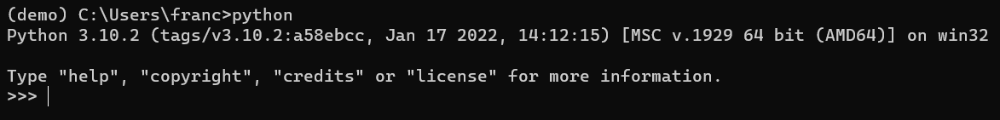 (demo) C:\Users\franc>python
Python 3.10.2 (tags/v3.10.2:a58ebcc, Jan 17 2022, 14:12:15) [MSC v.1929 64 bit (AMD64)] on win32
Type "help", "copyright", "credits" or "license" for more information.
>>>